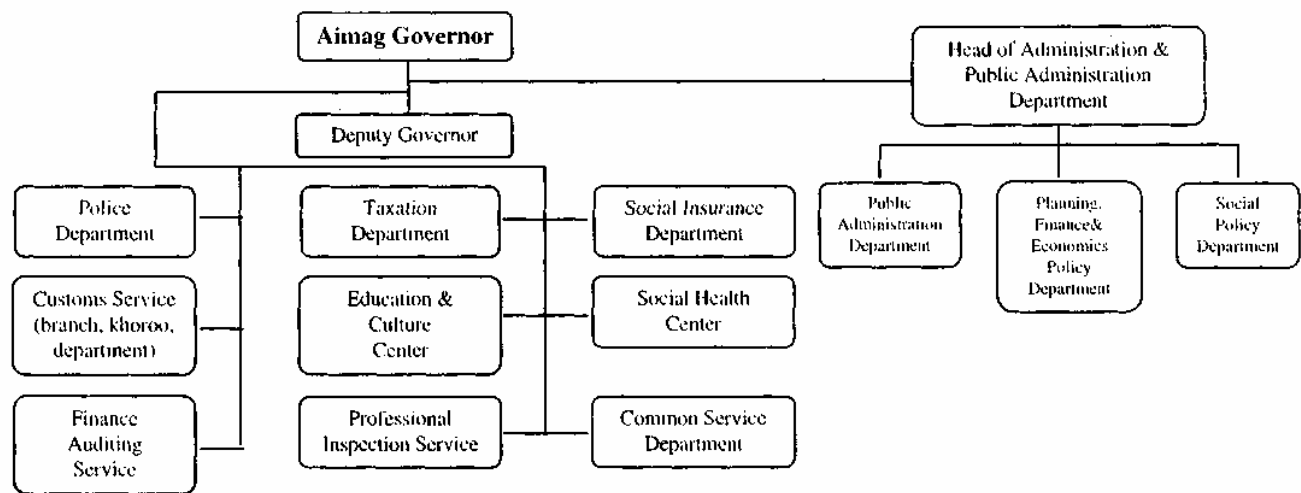 Aimag Governor
Head of Administration &
Public Administration
Department
Deputy Governor
Police
Department
Taxation
Department
Social Insurance
Department
Public
Administration
Department
Planning,
Finance&
Economics
Policy
Department
Social
Policy
Department
Customs Service
(branch, khoroo,
department)
Education &
Culture
Center
Social Health
Center
Finance
Auditing
Service
Professional
Inspection Service
Common Service
Department